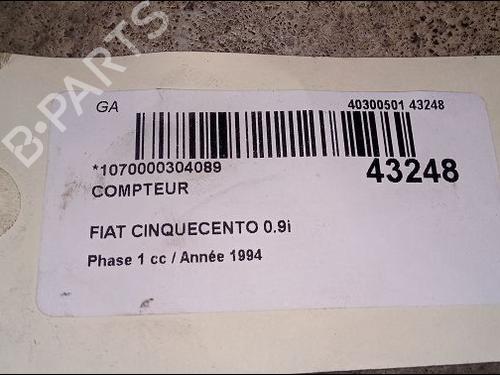 B-PARTS
GA 40300501 43248
*1070000304089 43248
COMPTEUR
FIAT CINQUECENTO 0.9i
Phase 1 cc / Année 1994